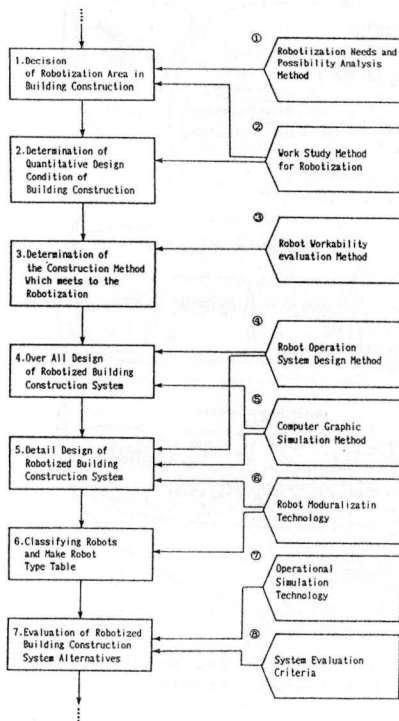 ①
Robotiization Needs and
Possibility Analysis
Method
1.Decision
of Robotization Area in
Building Construction
②
Work Study Method
for Robotization
2.Determination of
Quantitative Design
Condition of
Building Construction
③
Robot Workability
evaluation Method
3.Determination of
the Construction Method
Which meets to the
Robotization
④
Robot Operation
System Design Method
4.Over All Design
of Robotized Building
Construction System
⑤
Computer Graphic
Simulation Method
5.Detail Design of
Robotized Building
Construction System
⑥
Robot Moduralizatin
Technology
6.Classifying Robots
and Make Robot
Type Table
⑦
Operational
Simulation
Technology
7.Evaluation of Robotized
Building Construction
System Alternatives
⑧
System Evaluation
Criteria